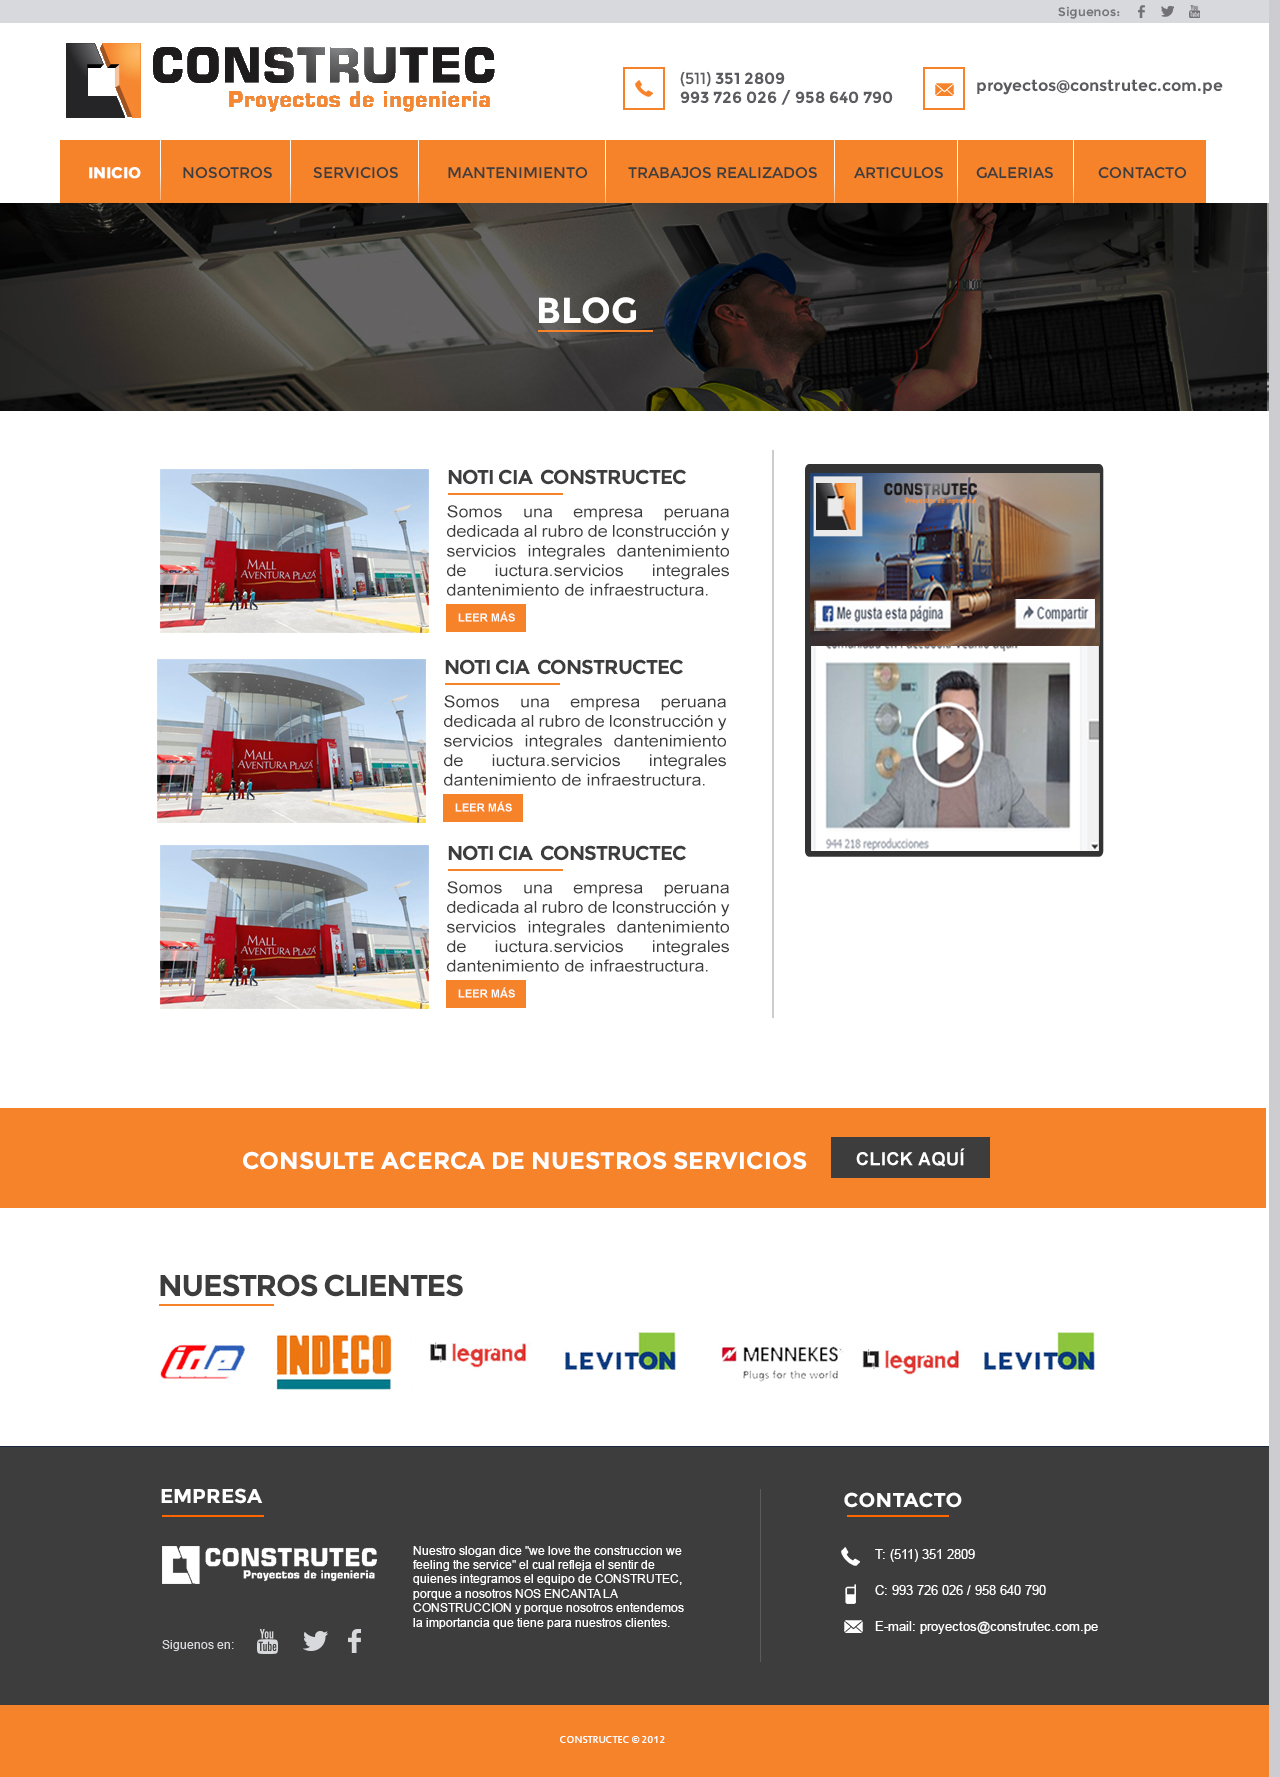 Siguenos:
CONSTRUTEC
Proyectos de ingenieria
(511) 351 2809
993 726 026 / 958 640 790
proyectos@construtec.com.pe
INICIO NOSOTROS SERVICIOS MANTENIMIENTO TRABAJOS REALIZADOS ARTICULOS GALERIAS CONTACTO
BLOG
MALL
AVENTURA PLAZA
NOTI CIA CONSTRUCTEC
Somos una empresa peruana
dedicada al rubro de lconstrucción y
servicios integrales dantenimiento
de iuctura.servicios integrales
dantenimiento de infraestructura.
LEER MÁS
MALL
AVENTURA PLAZA
NOTI CIA CONSTRUCTEC
Somos una empresa peruana
dedicada al rubro de lconstrucción y
servicios integrales dantenimiento
de iuctura.servicios integrales
dantenimiento de infraestructura.
LEER MÁS
MALL
AVENTURA PLAZA
NOTI CIA CONSTRUCTEC
Somos una empresa peruana
dedicada al rubro de lconstrucción y
servicios integrales dantenimiento
de iuctura.servicios integrales
dantenimiento de infraestructura.
LEER MÁS
CONSTRUTEC
Proyectos de ingenieria
Me gusta esta página
Compartir
944 218 reproducciones
CONSULTE ACERCA DE NUESTROS SERVICIOS
CLICK AQUÍ
NUESTROS CLIENTES
INDECO
legrand
LEVITON
MENNEKES
Plugs for the world
legrand
LEVITON
EMPRESA
CONSTRUTEC
Proyectos de ingenieria
Siguenos en:
You
Tube
Nuestro slogan dice "we love the construccion we
feeling the service" el cual refleja el sentir de
quienes integramos el equipo de CONSTRUTEC,
porque a nosotros NOS ENCANTA LA
CONSTRUCCION y porque nosotros entendemos
la importancia que tiene para nuestros clientes.
CONTACTO
T: (511) 351 2809
C: 993 726 026 / 958 640 790
E-mail: proyectos@construtec.com.pe
CONSTRUCTEC © 2012